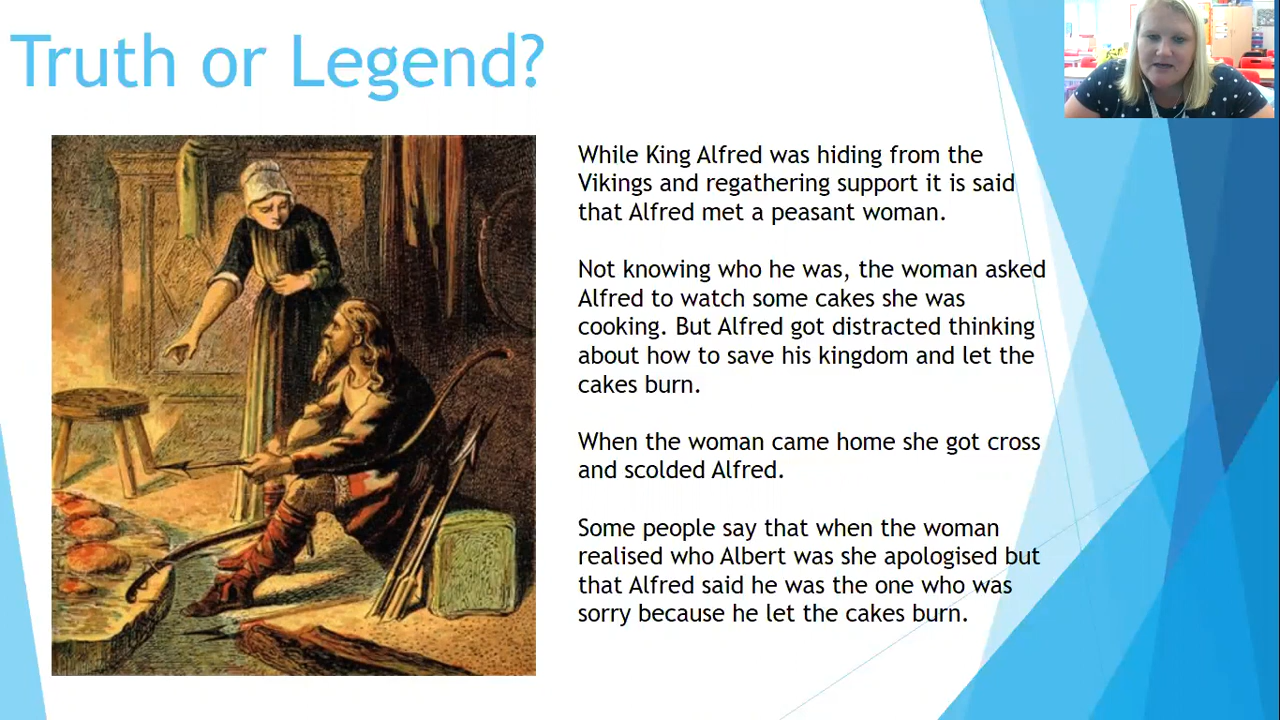 Truth or Legend?
While King Alfred was hiding from the
Vikings and regathering support it is said
that Alfred met a peasant woman.
Not knowing who he was, the woman asked
Alfred to watch some cakes she was
cooking. But Alfred got distracted thinking
about how to save his kingdom and let the
cakes burn.
When the woman came home she got cross
and scolded Alfred.
Some people say that when the woman
realised who Albert was she apologised but
that Alfred said he was the one who was
sorry because he let the cakes burn.